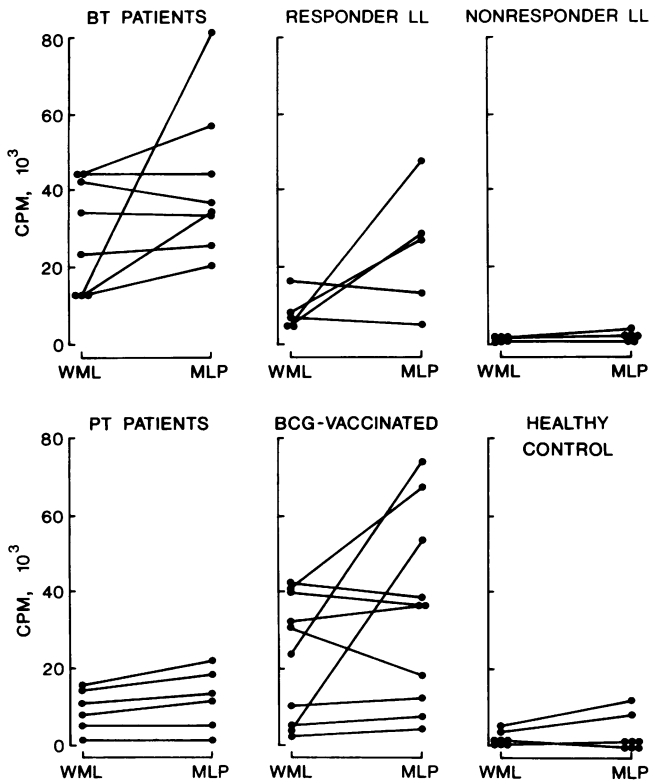 BT PATIENTS
RESPONDER LL
NONRESPONDER LL
80
60
40
20
0
CPM, 10³
WML
MLP
WML
MLP
WML
MLP
PT PATIENTS
BCG-VACCINATED
HEALTHY
CONTROL
80
60
40
20
0
CPM, 10³
WML
MLP
WML
MLP
WML
MLP